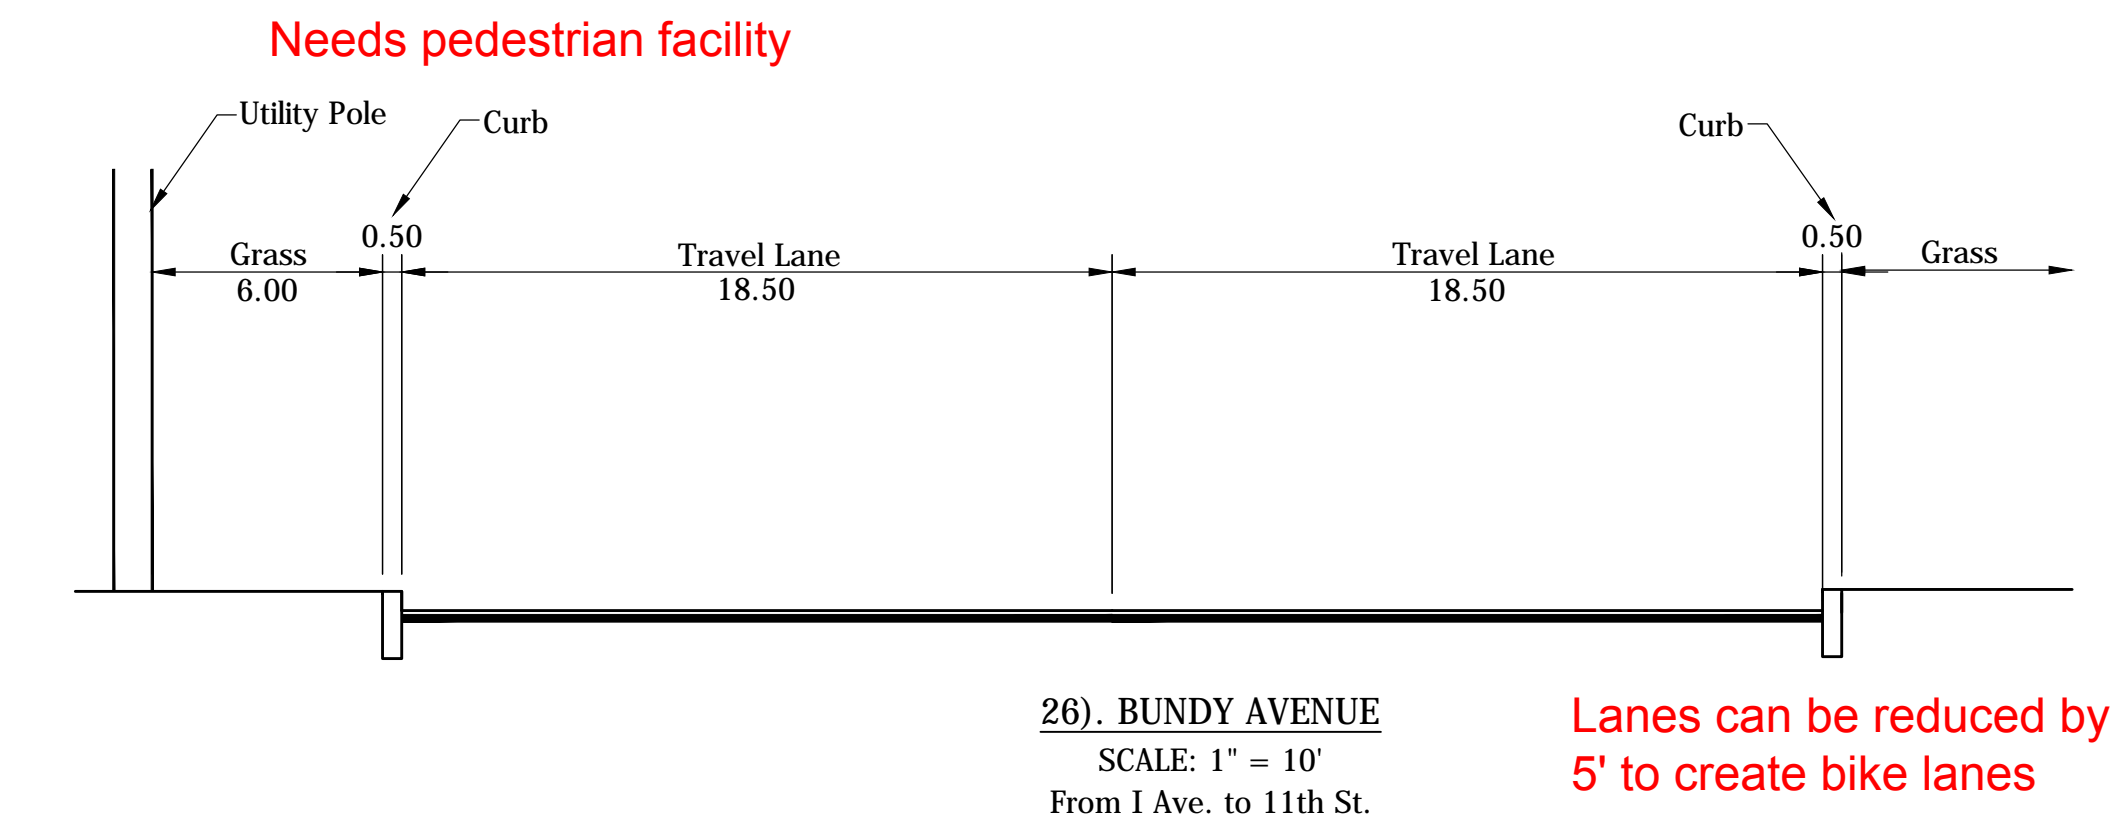 Needs pedestrian facility
Utility Pole
Curb
Curb
0.50
0.50
Grass
Travel Lane
Travel Lane
Grass
6.00
18.50
18.50
26). BUNDY AVENUE
SCALE: 1" = 10'
From I Ave. to 11th St.
Lanes can be reduced by
5' to create bike lanes